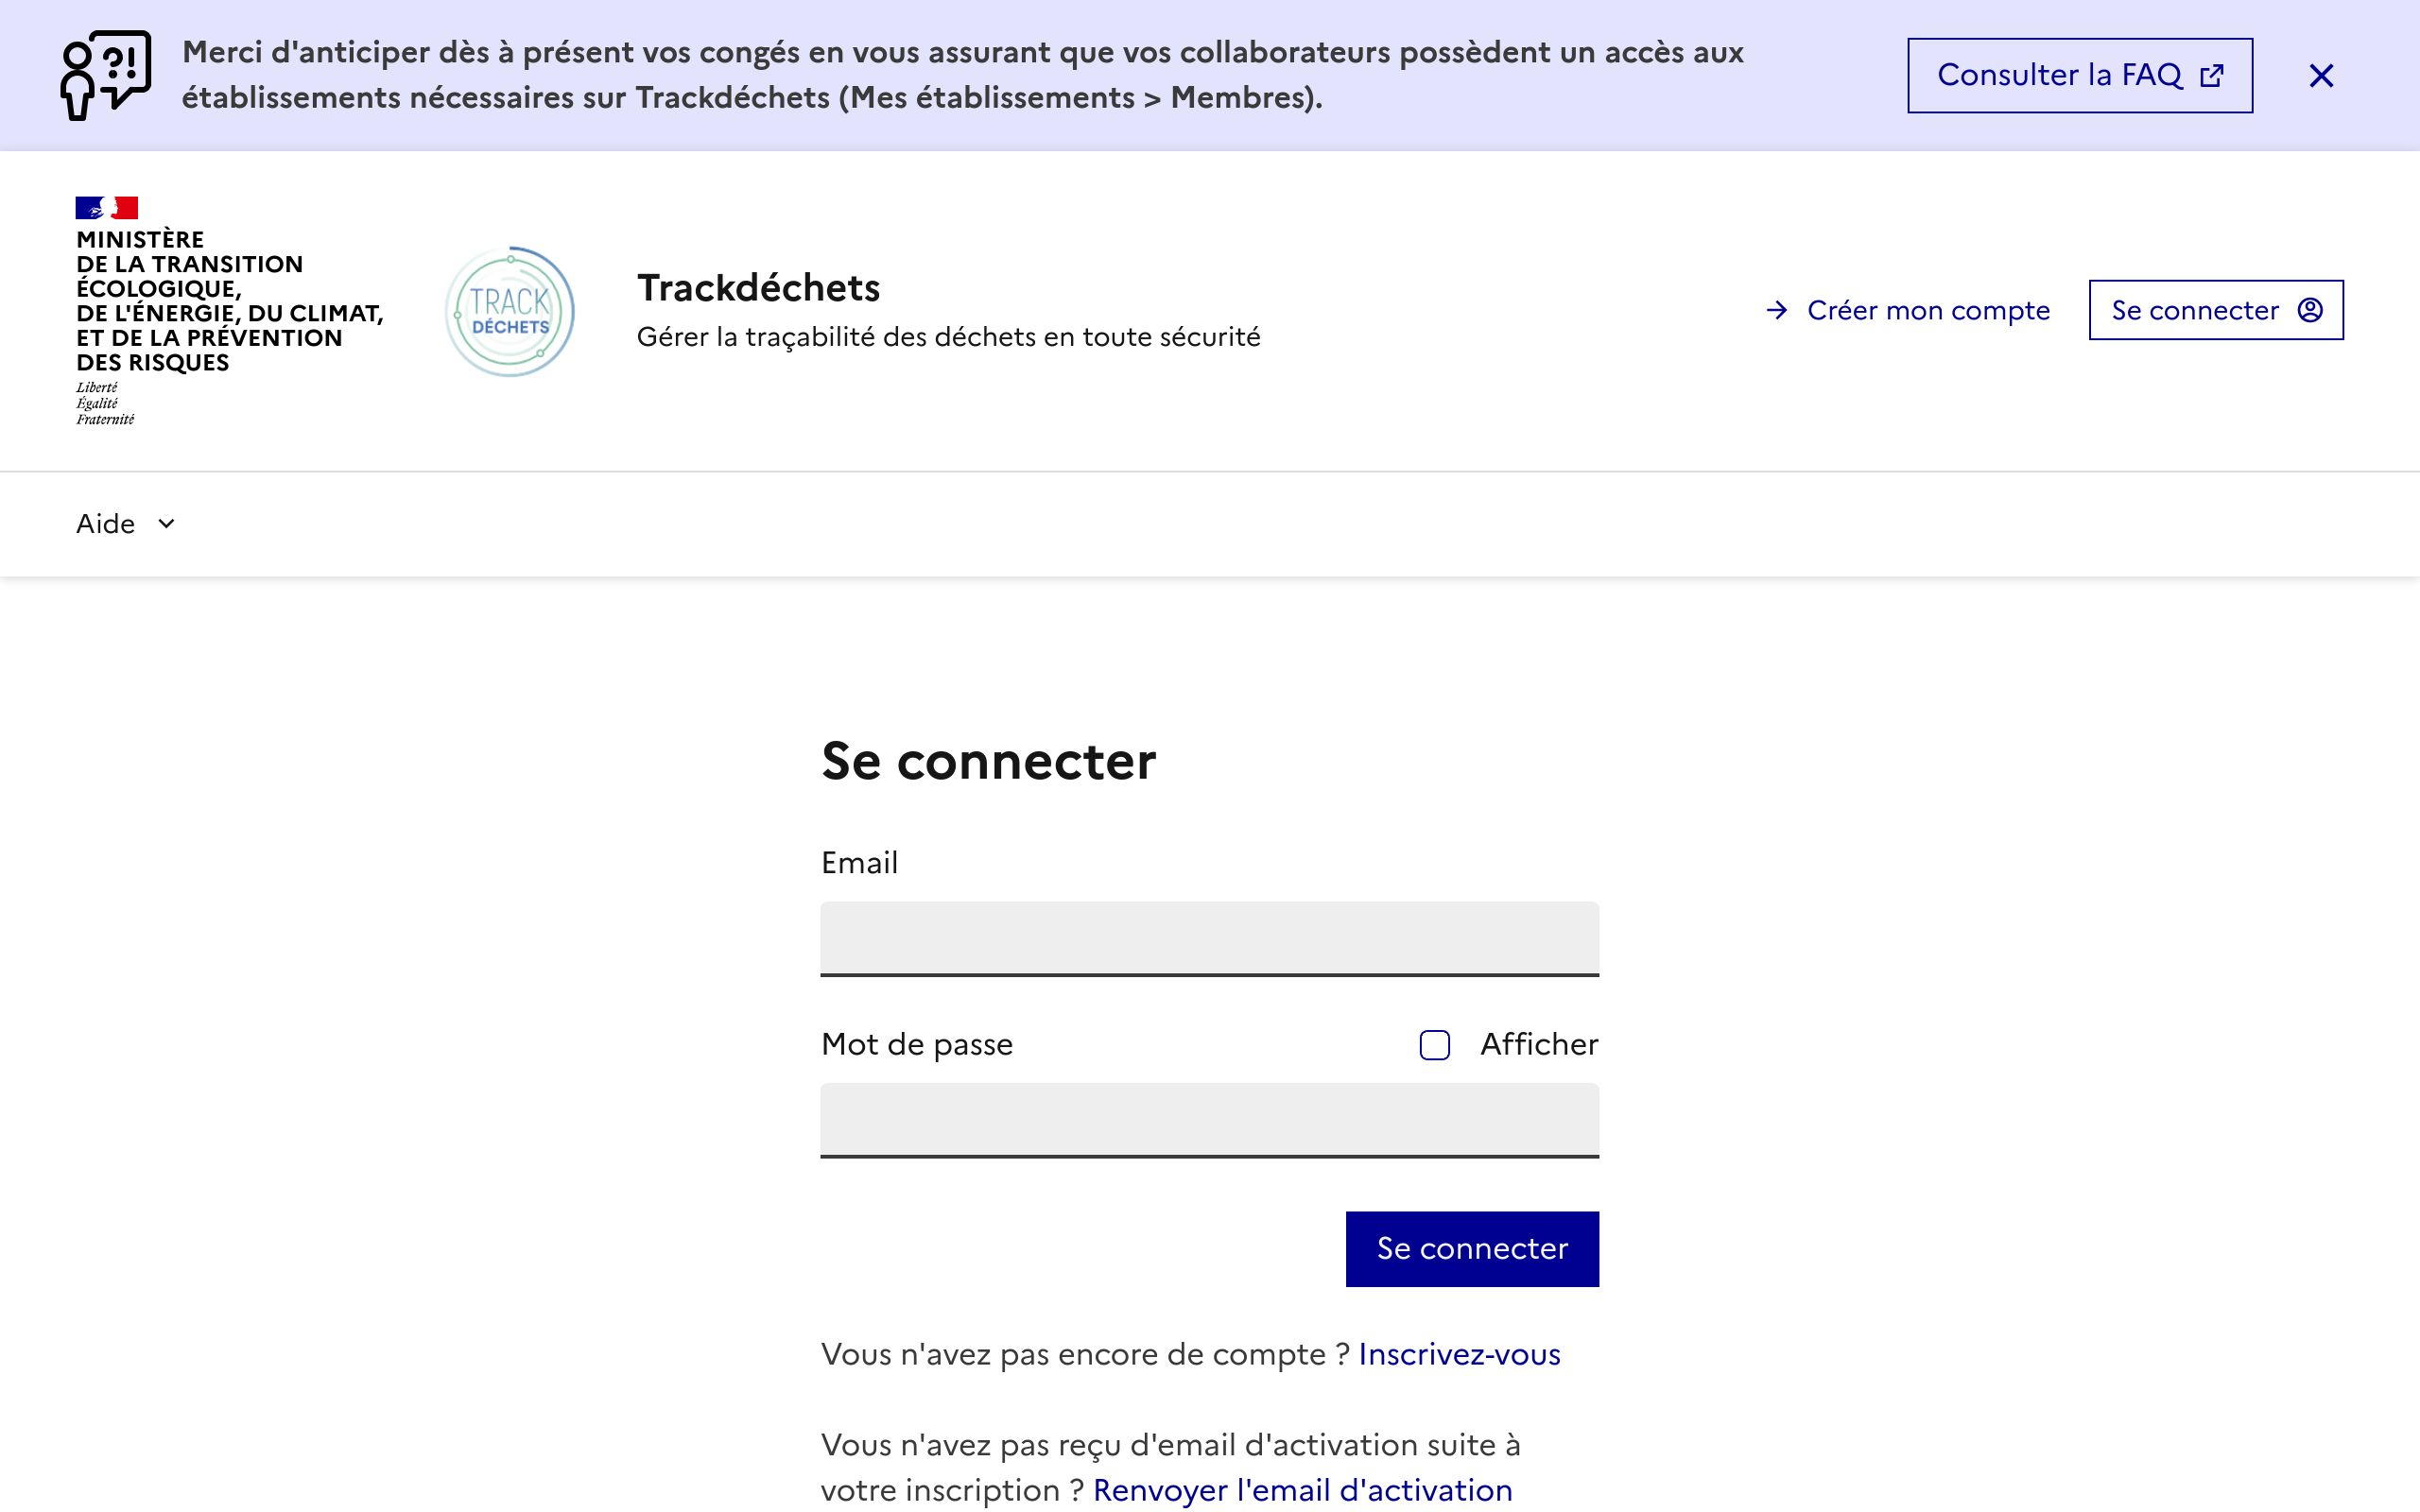 ?!
Merci d'anticiper dès à présent vos congés en vous assurant que vos collaborateurs possèdent un accès aux
établissements nécessaires sur Trackdéchets (Mes établissements > Membres).
Consulter la FAQ
MINISTÈRE
DE LA TRANSITION
ÉCOLOGIQUE,
DE L'ÉNERGIE, DU CLIMAT,
ET DE LA PRÉVENTION
DES RISQUES
Liberté
Égalité
Fraternité
TRACK
DÉCHETS
Trackdéchets
Gérer la traçabilité des déchets en toute sécurité
Créer mon compte
Se connecter
Aide
Se connecter
Email
Mot de passe
Afficher
Se connecter
Vous n'avez pas encore de compte ? Inscrivez-vous
Vous n'avez pas reçu d'email d'activation suite à
votre inscription ? Renvoyer l'email d'activation